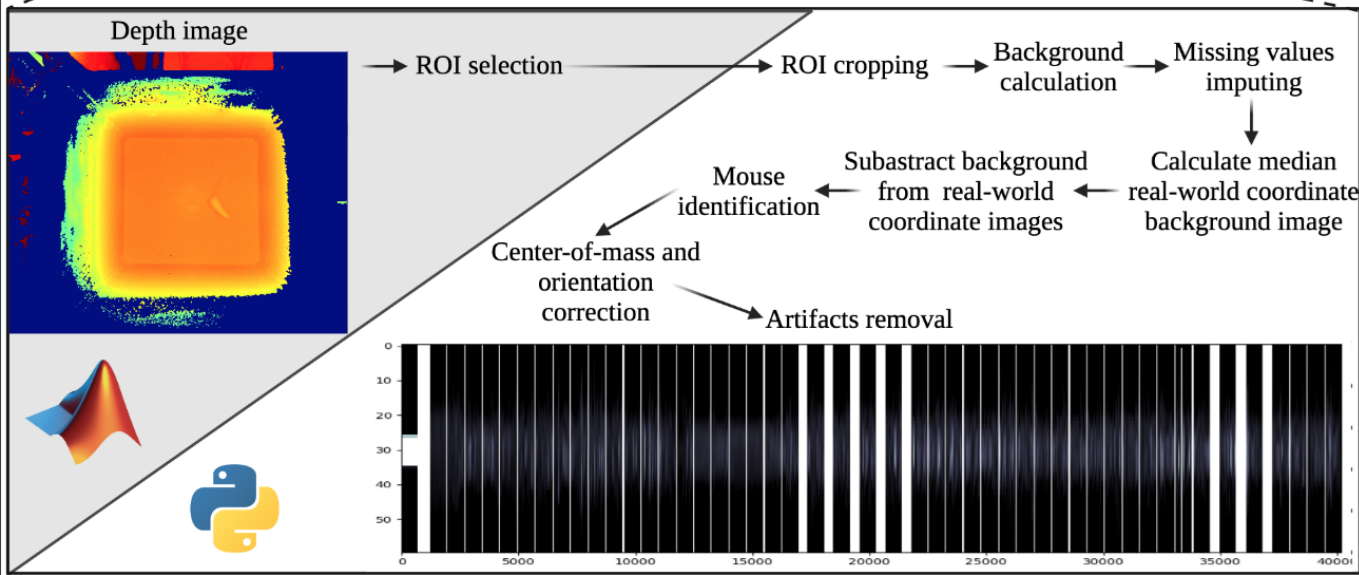 Depth image
ROI selection
ROI cropping
Background
calculation
Missing values
imputing
Calculate median
real-world coordinate
background image
Subastract background
from real-world
coordinate images
Mouse
identification
Center-of-mass and
orientation
correction
Artifacts removal
0
10
20
30
40
50
0
5000
10000
15000
20000
25000
30000
35000
40000